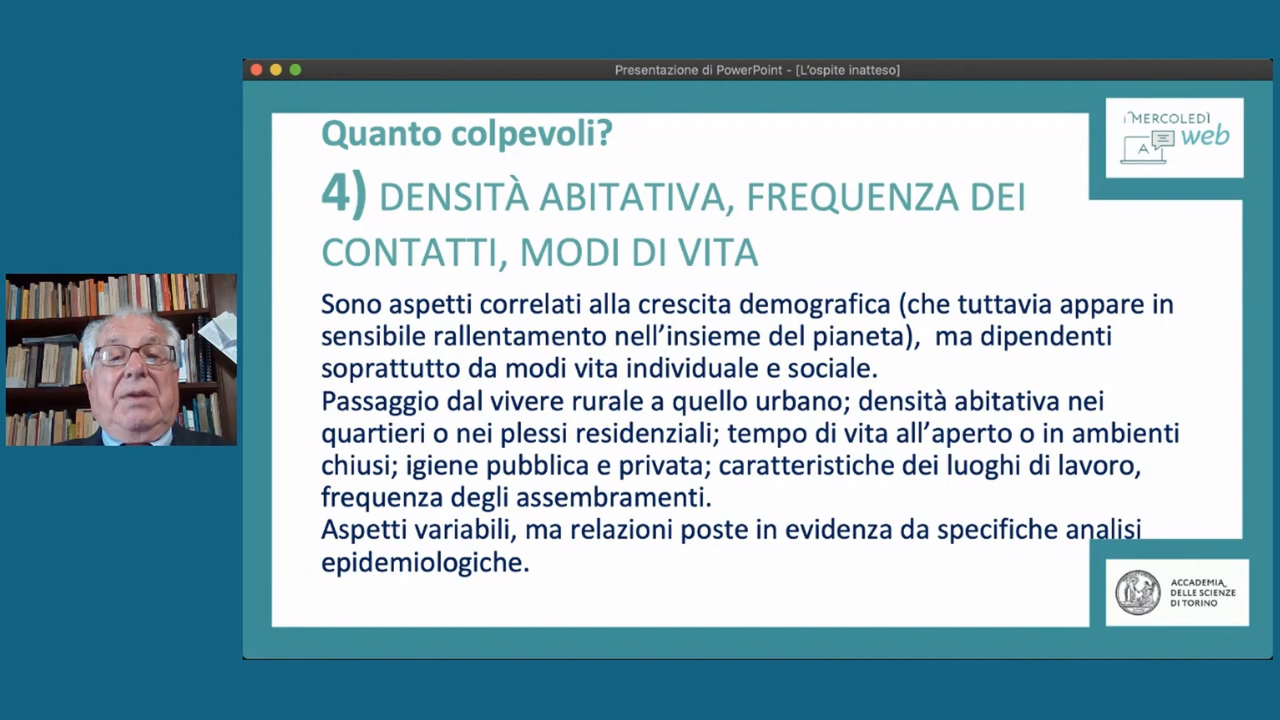 Presentazione di PowerPoint - [L'ospite inatteso]
Quanto colpevoli?
4) DENSITÀ ABITATIVA, FREQUENZA DEI
CONTATTI, MODI DI VITA
Sono aspetti correlati alla crescita demografica (che tuttavia appare in
sensibile rallentamento nell'insieme del pianeta),  ma dipendenti
soprattutto da modi vita individuale e sociale.
Passaggio dal vivere rurale a quello urbano; densità abitativa nei
quartieri o nei plessi residenziali; tempo di vita all'aperto o in ambienti
chiusi; igiene pubblica e privata; caratteristiche dei luoghi di lavoro,
frequenza degli assembramenti.
Aspetti variabili, ma relazioni poste in evidenza da specifiche analisi
epidemiologiche.
i MERCOLEDÌ
A web
ACCADEMIA
DELLE SCIENZE
DI TORINO